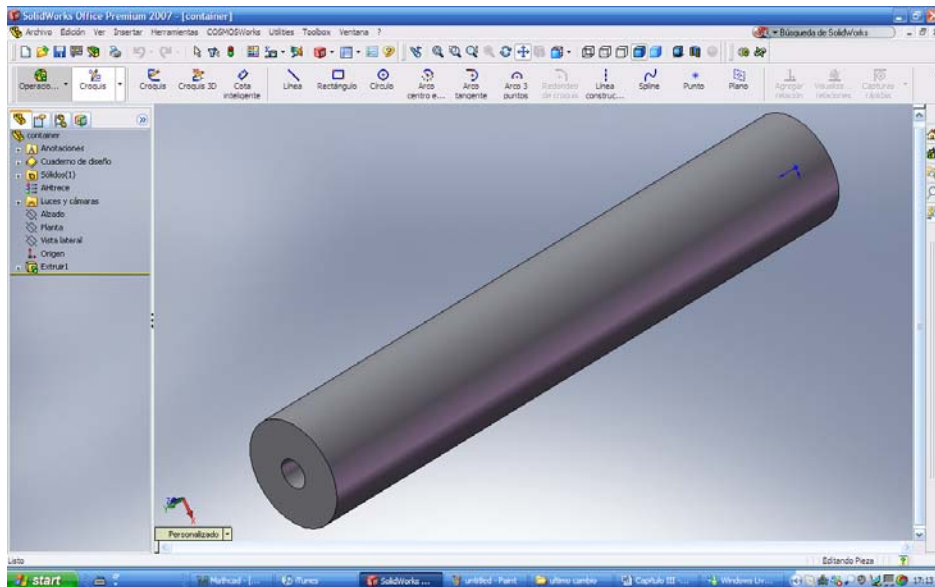 SolidWorks Office Premium 2007 - [container]
Archivo Edición Ver Insertar Herramientas COSMOSWorks Utilities Toolbox Ventana ?
Búsqueda de SolidWorks
Operacio... Croquis Croquis Croquis 3D Cota inteligente Línea Rectángulo Círculo Arco centro e... Arco tangente Arco 3 puntos Redondeo de croquis Línea construc... Spline Punto Plano Agregar relación Visualiza... relaciones Capturas rápidas
container
Anotaciones
Cuaderno de diseño
Sólidos(1)
AHtrece
Luces y cámaras
Alzado
Planta
Vista lateral
Origen
Extruir1
Z
X
Personalizado
Listo
Editando Pieza
start
Mathcad - [...
iTunes
SolidWorks ...
untitled - Paint
ultimo cambio
Capítulo III -...
Windows Liv...
17:13